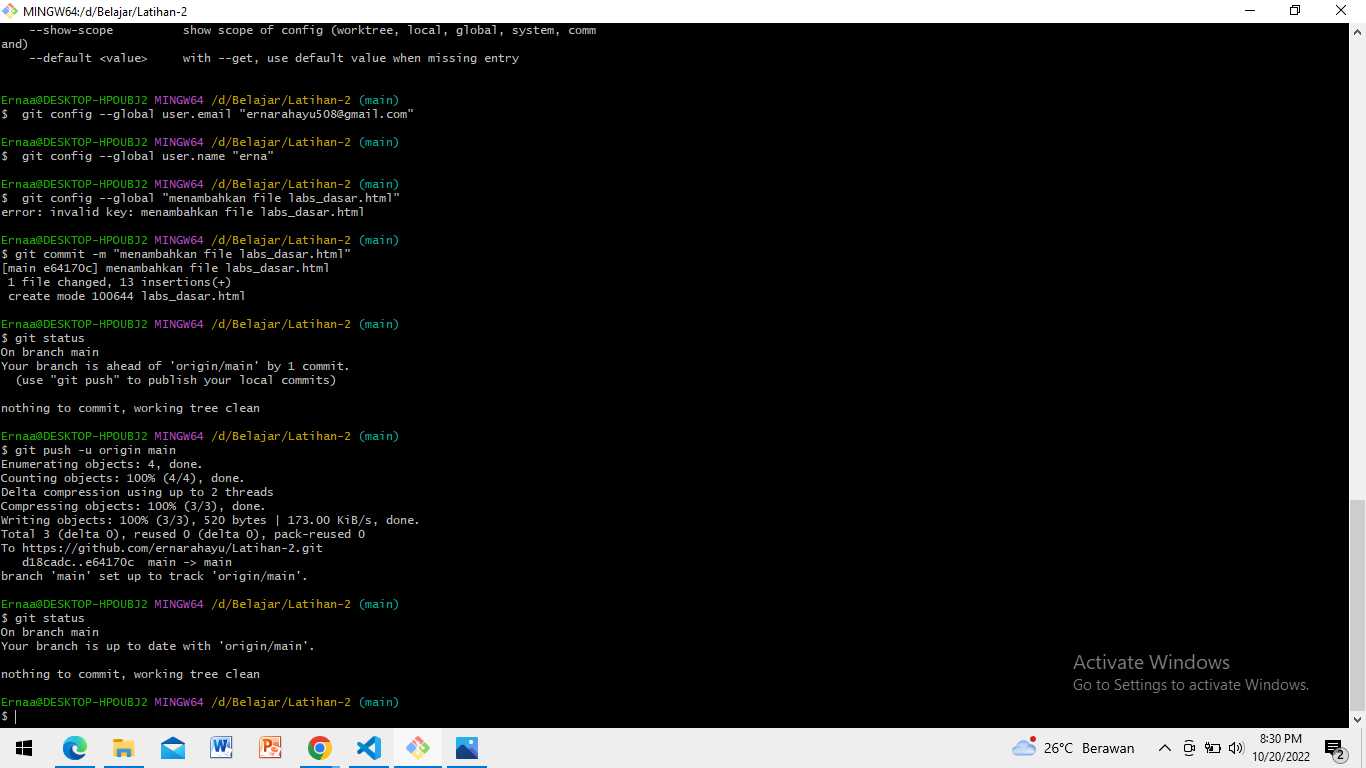 MINGW64:/d/Belajar/Latihan-2
--show-scope show scope of config (worktree, local, global, system, comm
and)
--default <value> with --get, use default value when missing entry
Ernaa@DESKTOP-HPOUBJ2 MINGW64 /d/Belajar/Latihan-2 (main)
$ git config --global user.email "ernarahayu508@gmail.com"
Ernaa@DESKTOP-HPOUBJ2 MINGW64 /d/Belajar/Latihan-2 (main)
$ git config --global user.name "erna"
Ernaa@DESKTOP-HPOUBJ2 MINGW64 /d/Belajar/Latihan-2 (main)
$ git config --global "menambahkan file labs_dasar.html"
error: invalid key: menambahkan file labs_dasar.html
Ernaa@DESKTOP-HPOUBJ2 MINGW64 /d/Belajar/Latihan-2 (main)
$ git commit -m "menambahkan file labs_dasar.html"
[main e64170c] menambahkan file labs_dasar.html
1 file changed, 13 insertions(+)
create mode 100644 labs_dasar.html
Ernaa@DESKTOP-HPOUBJ2 MINGW64 /d/Belajar/Latihan-2 (main)
$ git status
On branch main
Your branch is ahead of 'origin/main' by 1 commit.
(use "git push" to publish your local commits)
nothing to commit, working tree clean
Ernaa@DESKTOP-HPOUBJ2 MINGW64 /d/Belajar/Latihan-2 (main)
$ git push -u origin main
Enumerating objects: 4, done.
Counting objects: 100% (4/4), done.
Delta compression using up to 2 threads
Compressing objects: 100% (3/3), done.
Writing objects: 100% (3/3), 520 bytes | 173.00 KiB/s, done.
Total 3 (delta 0), reused 0 (delta 0), pack-reused 0
To https://github.com/ernarahayu/Latihan-2.git
d18cadc..e64170c main -> main
branch 'main' set up to track 'origin/main'.
Ernaa@DESKTOP-HPOUBJ2 MINGW64 /d/Belajar/Latihan-2 (main)
$ git status
On branch main
Your branch is up to date with 'origin/main'.
nothing to commit, working tree clean
Ernaa@DESKTOP-HPOUBJ2 MINGW64 /d/Belajar/Latihan-2 (main)
$
Activate Windows
Go to Settings to activate Windows.
26°C Berawan
8:30 PM
10/20/2022
2